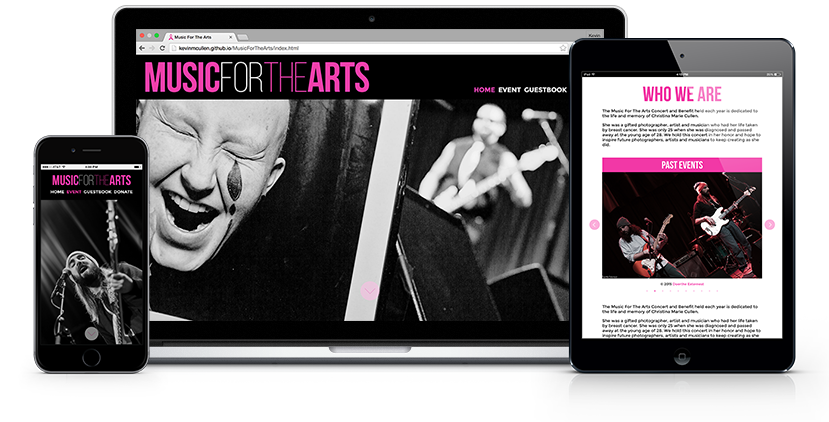 Music For The Arts
Kevin
kevinmcullen.github.io/MusicForTheArts/index.html
MUSICFORTHEARTS
HOME EVENT GUESTBOOK
MUSICFORTHEARTS
HOME EVENT GUESTBOOK DONATE
WHO WE ARE
The Music For The Arts Concert and Benefit held each year is dedicated to
the life and memory of Christina Marie Cullen.
She was a gifted photographer, artist and musician who had her life taken
by breast cancer. She was only 25 when she was diagnosed and passed
away at the young age of 28. We hold this concert in her honor and hope to
inspire future photographers, artists and musicians to keep creating as she
did.
PAST EVENTS
The Music For The Arts Concert and Benefit held each year is dedicated to
the life and memory of Christina Marie Cullen.
She was a gifted photographer, artist and musician who had her life taken
by breast cancer. She was only 25 when she was diagnosed and passed
away at the young age of 28. We hold this concert in her honor and hope to
inspire future photographers, artists and musicians to keep creating as she